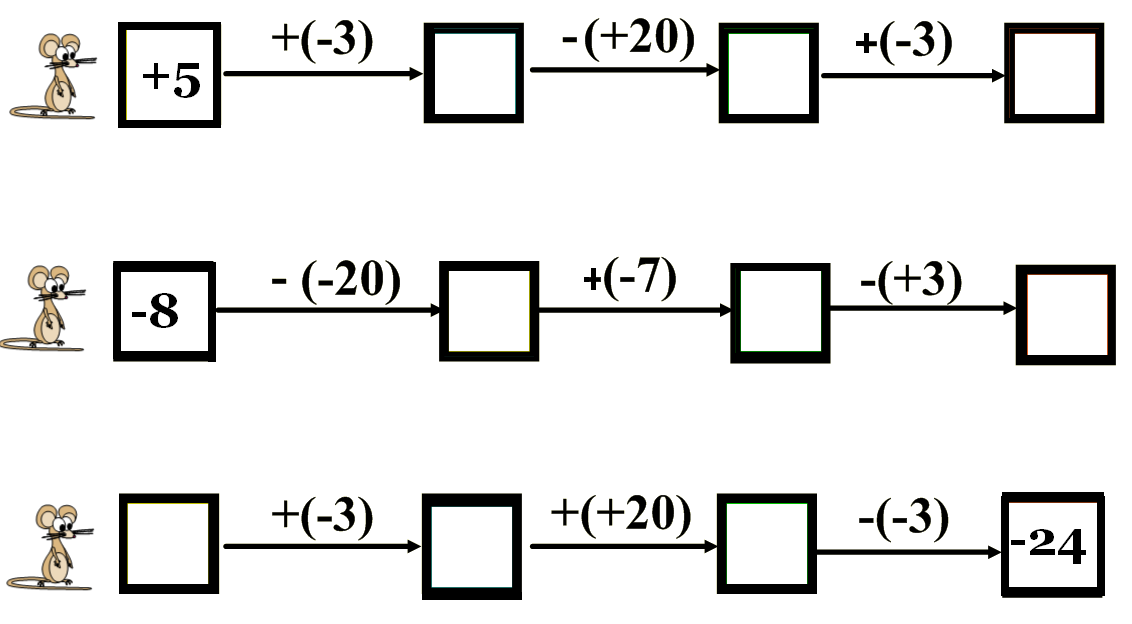 +(-3) -(+20) +(-3)
+5
- (-20) +(-7) -(+3)
-8
+(-3) +(+20) -(-3)
-24